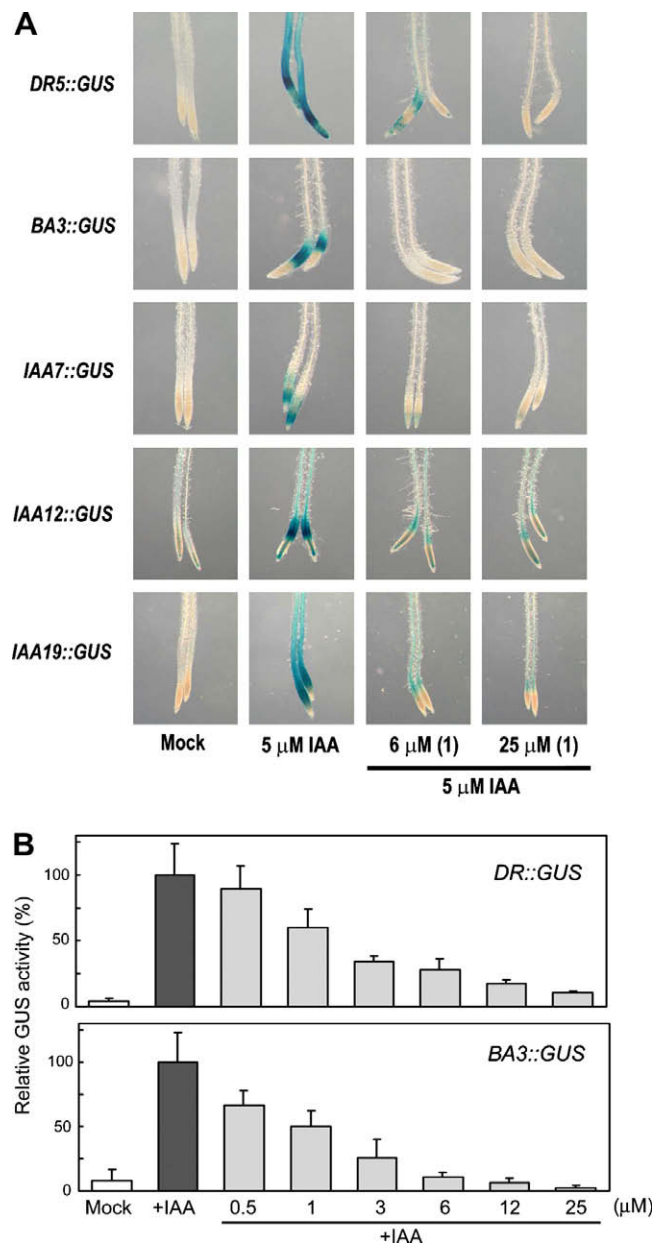 A
DR5::GUS
BA3::GUS
IAA7::GUS
IAA12::GUS
IAA19::GUS
Mock 5 μM IAA 6 μM (1) 25 μM (1)
5 μM IAA
B
Relative GUS activity (%)
100
50
0
DR::GUS
100
50
0
BA3::GUS
Mock +IAA 0.5 1 3 6 12 25 (μM)
+IAA